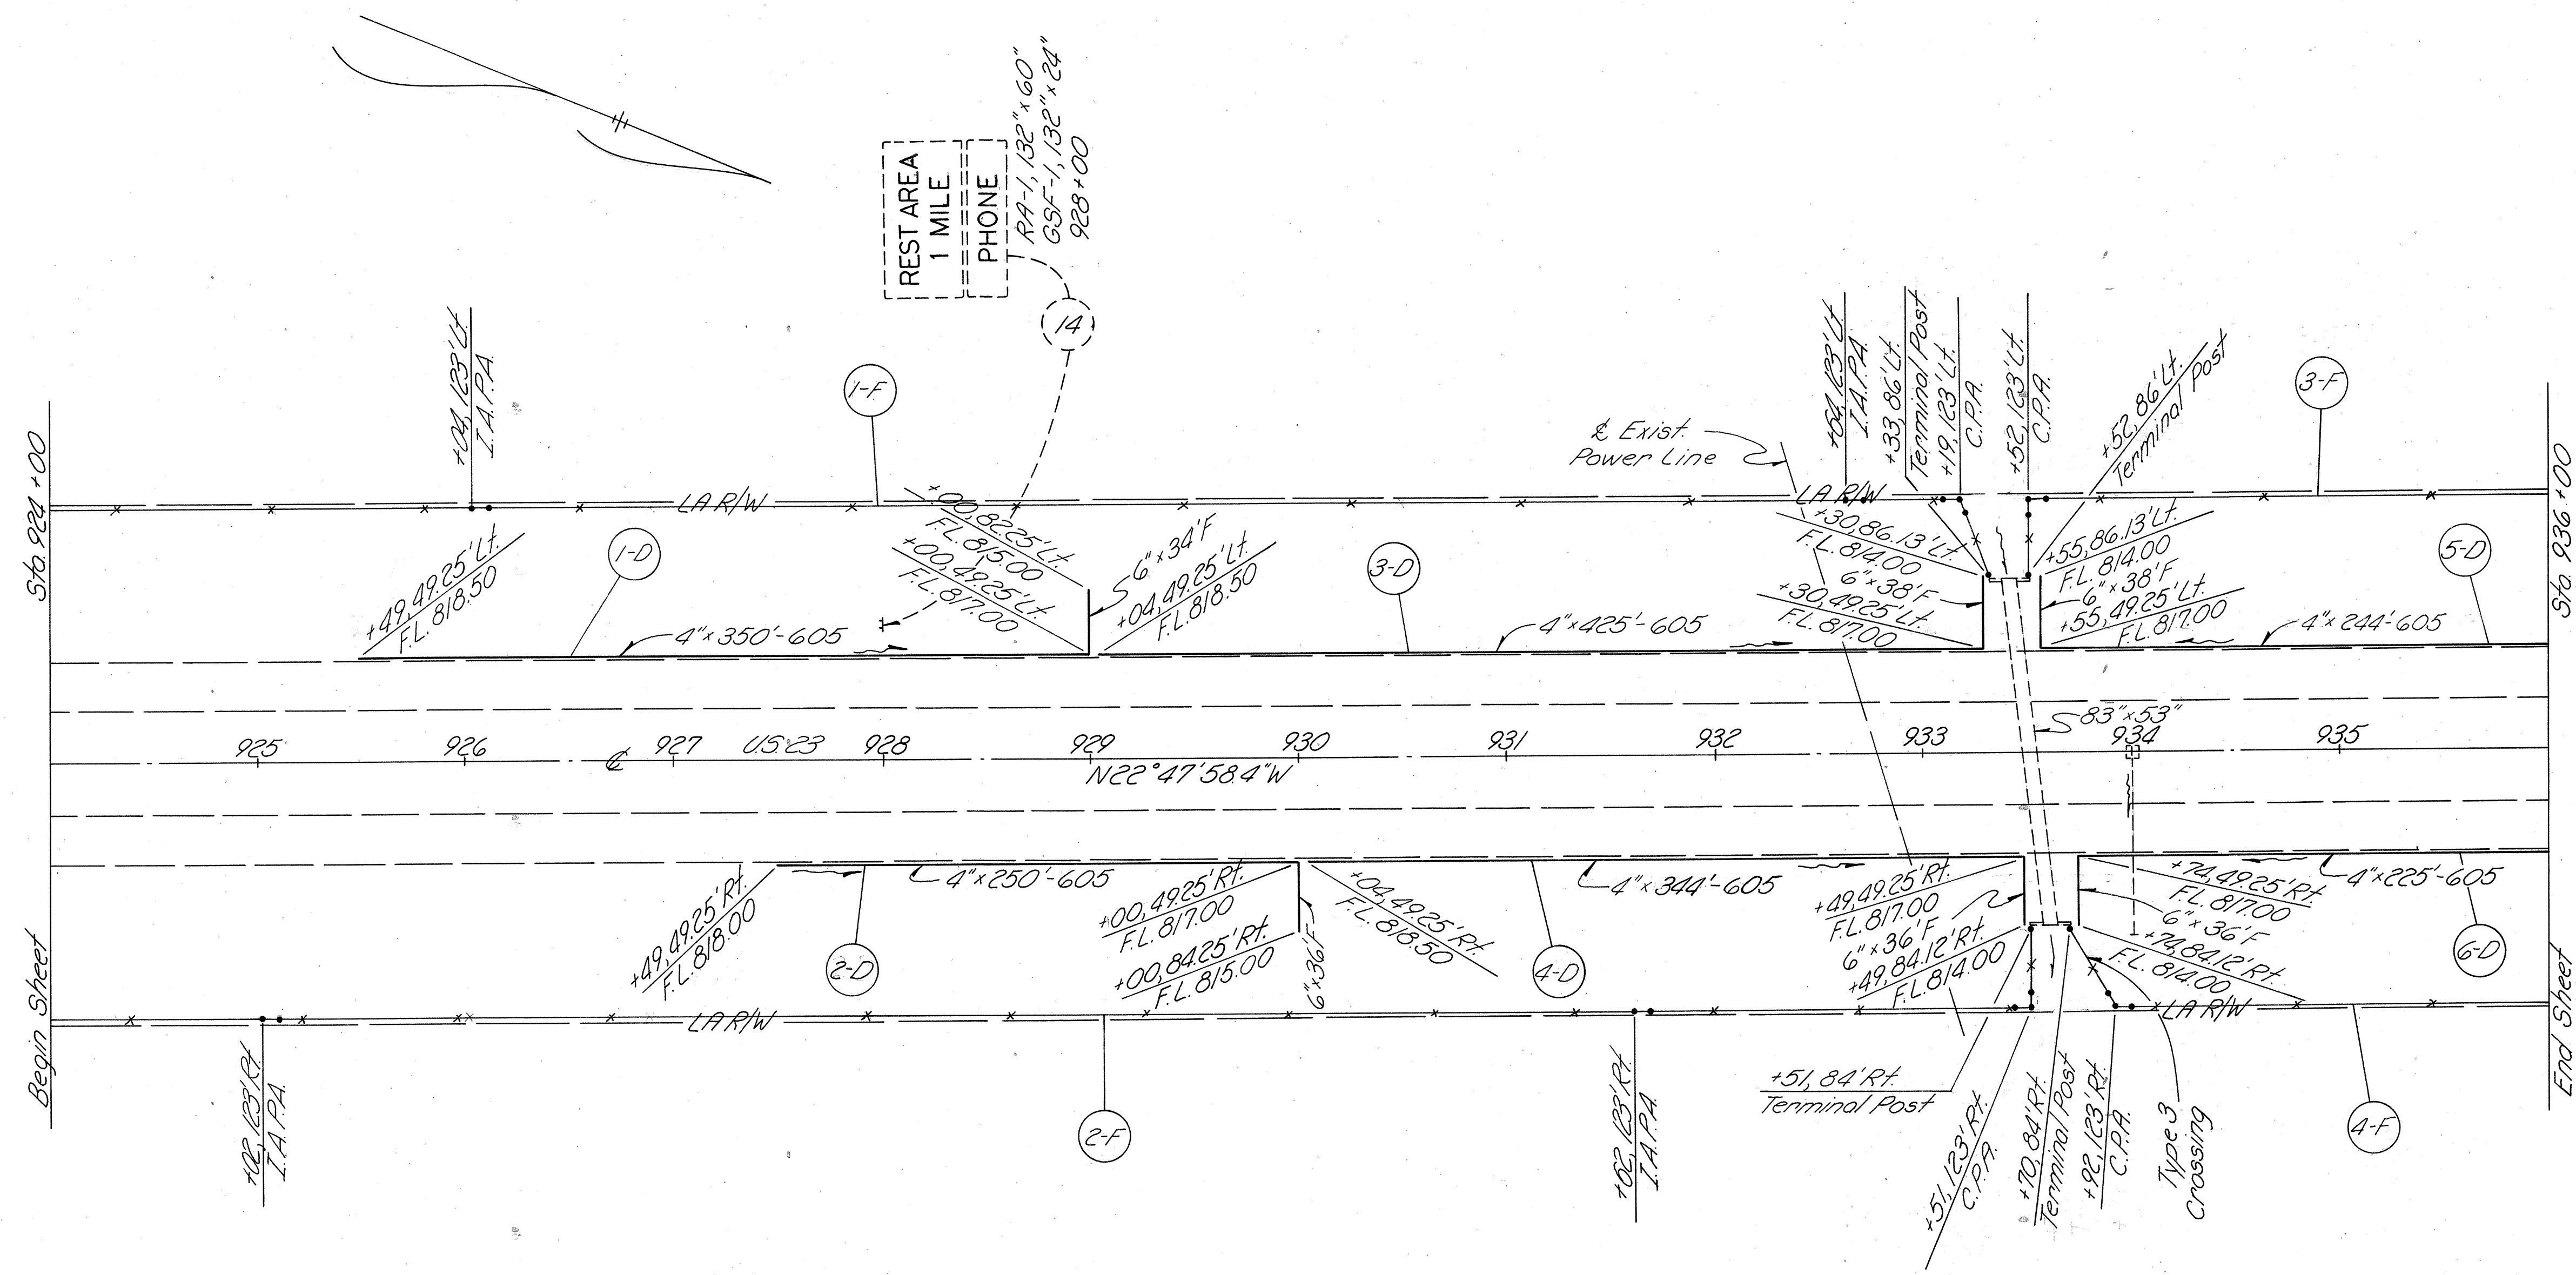 REST AREA
1 MILE
PHONE
RA-1, 132" x 60"
GSF-1, 132" x 24"
928+00
14
Sta. 924 + 00
+04, 123' Lt.
I.A.P.A.
1-F
℄ Exist.
Power Line
+64, 123' Lt.
I.A.P.A.
+33, 86' Lt.
Terminal Post
+19, 123' Lt.
C.P.A.
+52, 123' Lt.
C.P.A.
+52, 86' Lt.
Terminal Post
3-F
Sta. 936 + 00
LA R/W
LA R/W
+49, 49.25' Lt.
F.L. 818.50
1-D
4" x 350'-605
+00, 82.25' Lt.
F.L. 815.00
+00, 49.25' Lt.
F.L. 817.00
6" x 34' F
+04, 49.25' Lt.
F.L. 818.50
3-D
4" x 425'-605
+30, 86.13' Lt.
F.L. 814.00
6" x 38' F
+30, 49.25' Lt.
F.L. 817.00
+55, 86.13' Lt.
F.L. 814.00
6" x 38' F
+55, 49.25' Lt.
F.L. 817.00
4" x 244'-605
5-D
83" x 53"
925 926 ℄ 927 US 23 928 929 930 931 932 933 934 935
N22°47'58.4"W
+49, 49.25' Rt.
F.L. 818.00
2-D
4" x 250'-605
+00, 49.25' Rt.
F.L. 817.00
+00, 84.25' Rt.
F.L. 815.00
6" x 36' F
+04, 49.25' Rt.
F.L. 818.50
4-D
4" x 344'-605
+49, 49.25' Rt.
F.L. 817.00
6" x 36' F
+49, 84.12' Rt.
F.L. 814.00
+74, 49.25' Rt.
F.L. 817.00
6" x 36' F
+74, 84.12' Rt.
F.L. 814.00
4" x 225'-605
6-D
LA R/W
LA R/W
Begin Sheet
+02, 123' Rt.
I.A.P.A.
2-F
+62, 123' Rt.
I.A.P.A.
+51, 84' Rt.
Terminal Post
+51, 123' Rt.
C.P.A.
+70, 84' Rt.
Terminal Post
+92, 123' Rt.
C.P.A.
Type 3
Crossing
4-F
End Sheet